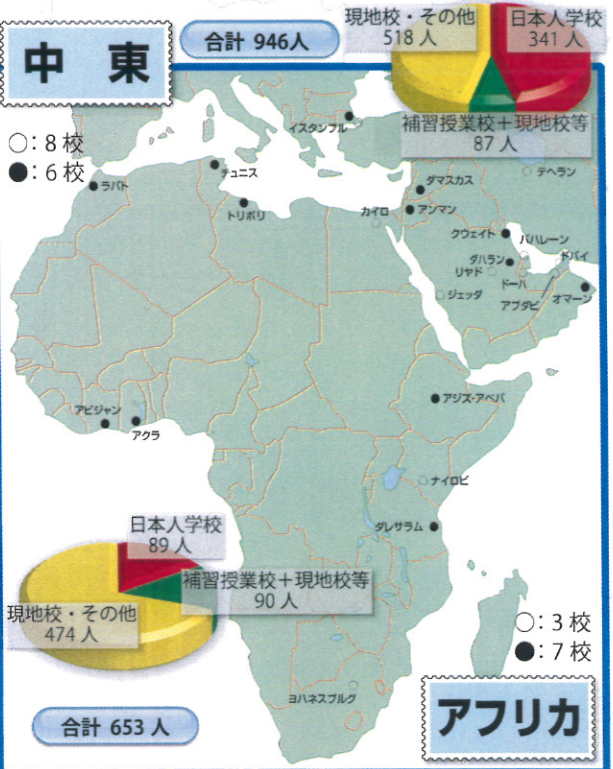 中 東
合計 946人
現地校・その他
518 人
日本人学校
341 人
補習授業校＋現地校等
87 人
○：8 校
●：6 校
イスタンブル
テヘラン
チュニス
ラバト
ダマスカス
トリポリ
カイロ
アンマン
クウェイト
バハレーン
ダハラン
ドバイ
リヤド
ドーハ
ジェッダ
アブダビ
オマーン
アビジャン
アクラ
アジズ・アベバ
ナイロビ
ダレサラム
日本人学校
89 人
補習授業校＋現地校等
90 人
現地校・その他
474 人
○：3 校
●：7 校
ヨハネスブルグ
合計 653 人
アフリカ